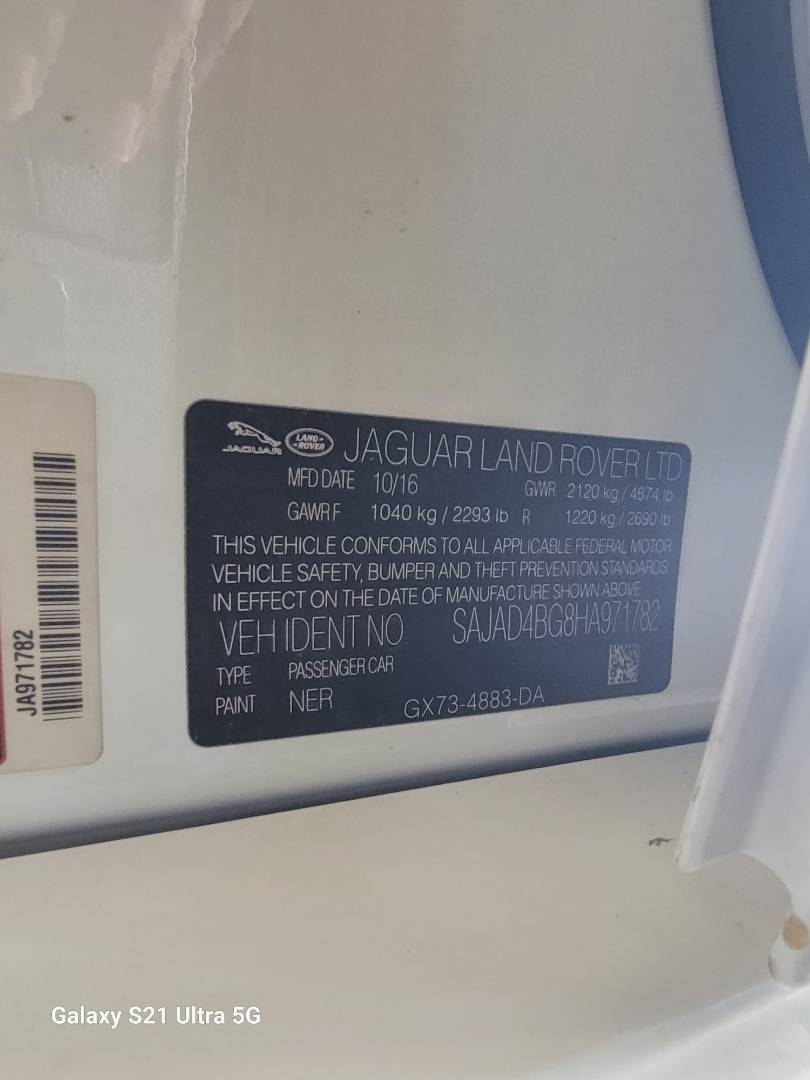 JAGUAR LAND ROVER JAGUAR LAND ROVER LTD
MFD DATE 10/16 GVWR 2120 kg / 4674 lb
GAWR F 1040 kg / 2293 lb R 1220 kg / 2690 lb
THIS VEHICLE CONFORMS TO ALL APPLICABLE FEDERAL MOTOR
VEHICLE SAFETY, BUMPER AND THEFT PREVENTION STANDARDS
IN EFFECT ON THE DATE OF MANUFACTURE SHOWN ABOVE
VEH IDENT NO SAJAD4BG8HA971782
TYPE PASSENGER CAR
PAINT NER GX73-4883-DA
JA971782
Galaxy S21 Ultra 5G